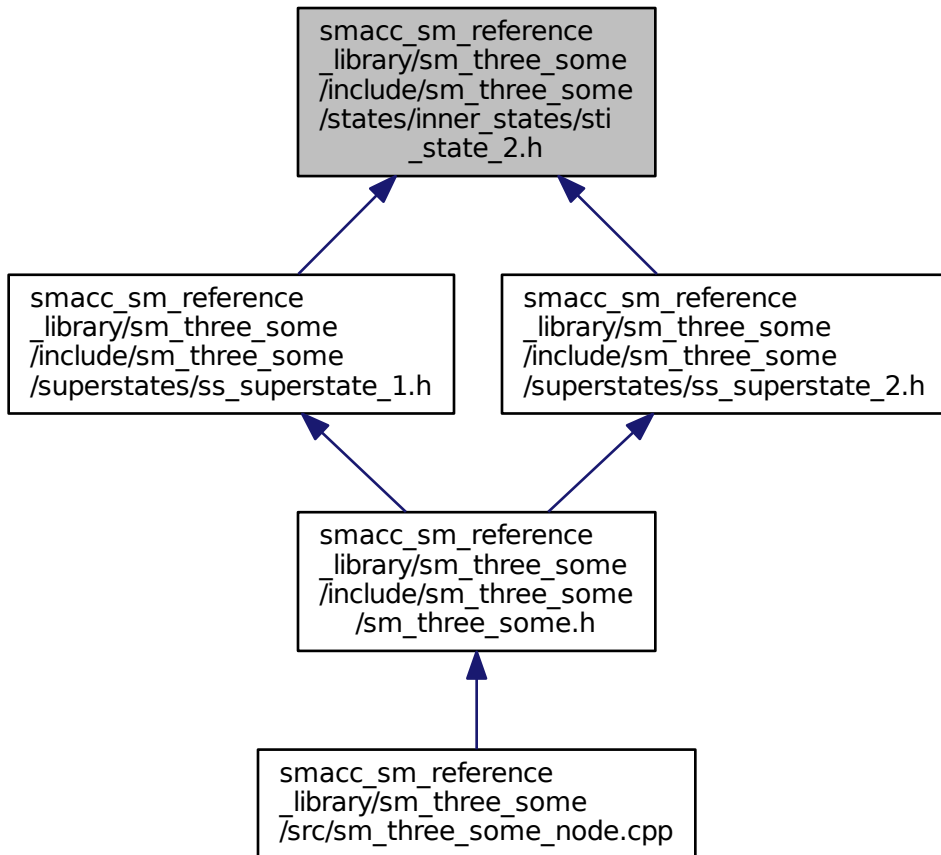 smacc_sm_reference
_library/sm_three_some
/include/sm_three_some
/states/inner_states/sti
_state_2.h
smacc_sm_reference
_library/sm_three_some
/include/sm_three_some
/superstates/ss_superstate_1.h
smacc_sm_reference
_library/sm_three_some
/include/sm_three_some
/superstates/ss_superstate_2.h
smacc_sm_reference
_library/sm_three_some
/include/sm_three_some
/sm_three_some.h
smacc_sm_reference
_library/sm_three_some
/src/sm_three_some_node.cpp